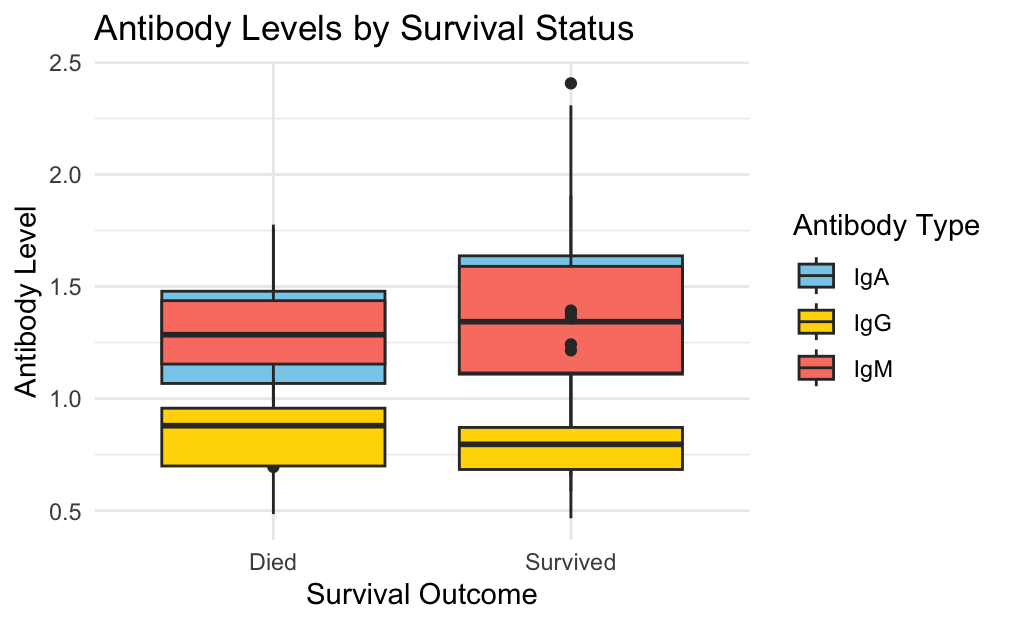 Antibody Levels by Survival Status
2.5
2.0
1.5
1.0
0.5
Antibody Level
Died
Survived
Survival Outcome
Antibody Type
IgA
IgG
IgM